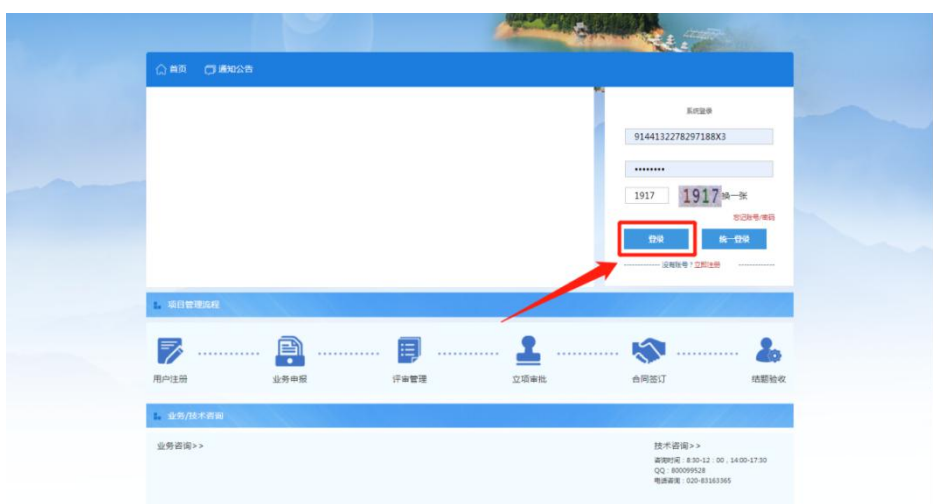 首页 通知公告
系统登录
9144132278297188X3
••••••••
1917 1917 换一张
忘记账号/密码
登录 统一登录
没有账号？立即注册
项目管理流程
用户注册 业务申报 评审管理 立项审批 合同签订 结题验收
业务/技术咨询
业务咨询>>
技术咨询>>
咨询时间：8:30-12：00，14:00-17:30
QQ：800099528
电话咨询：020-83163365